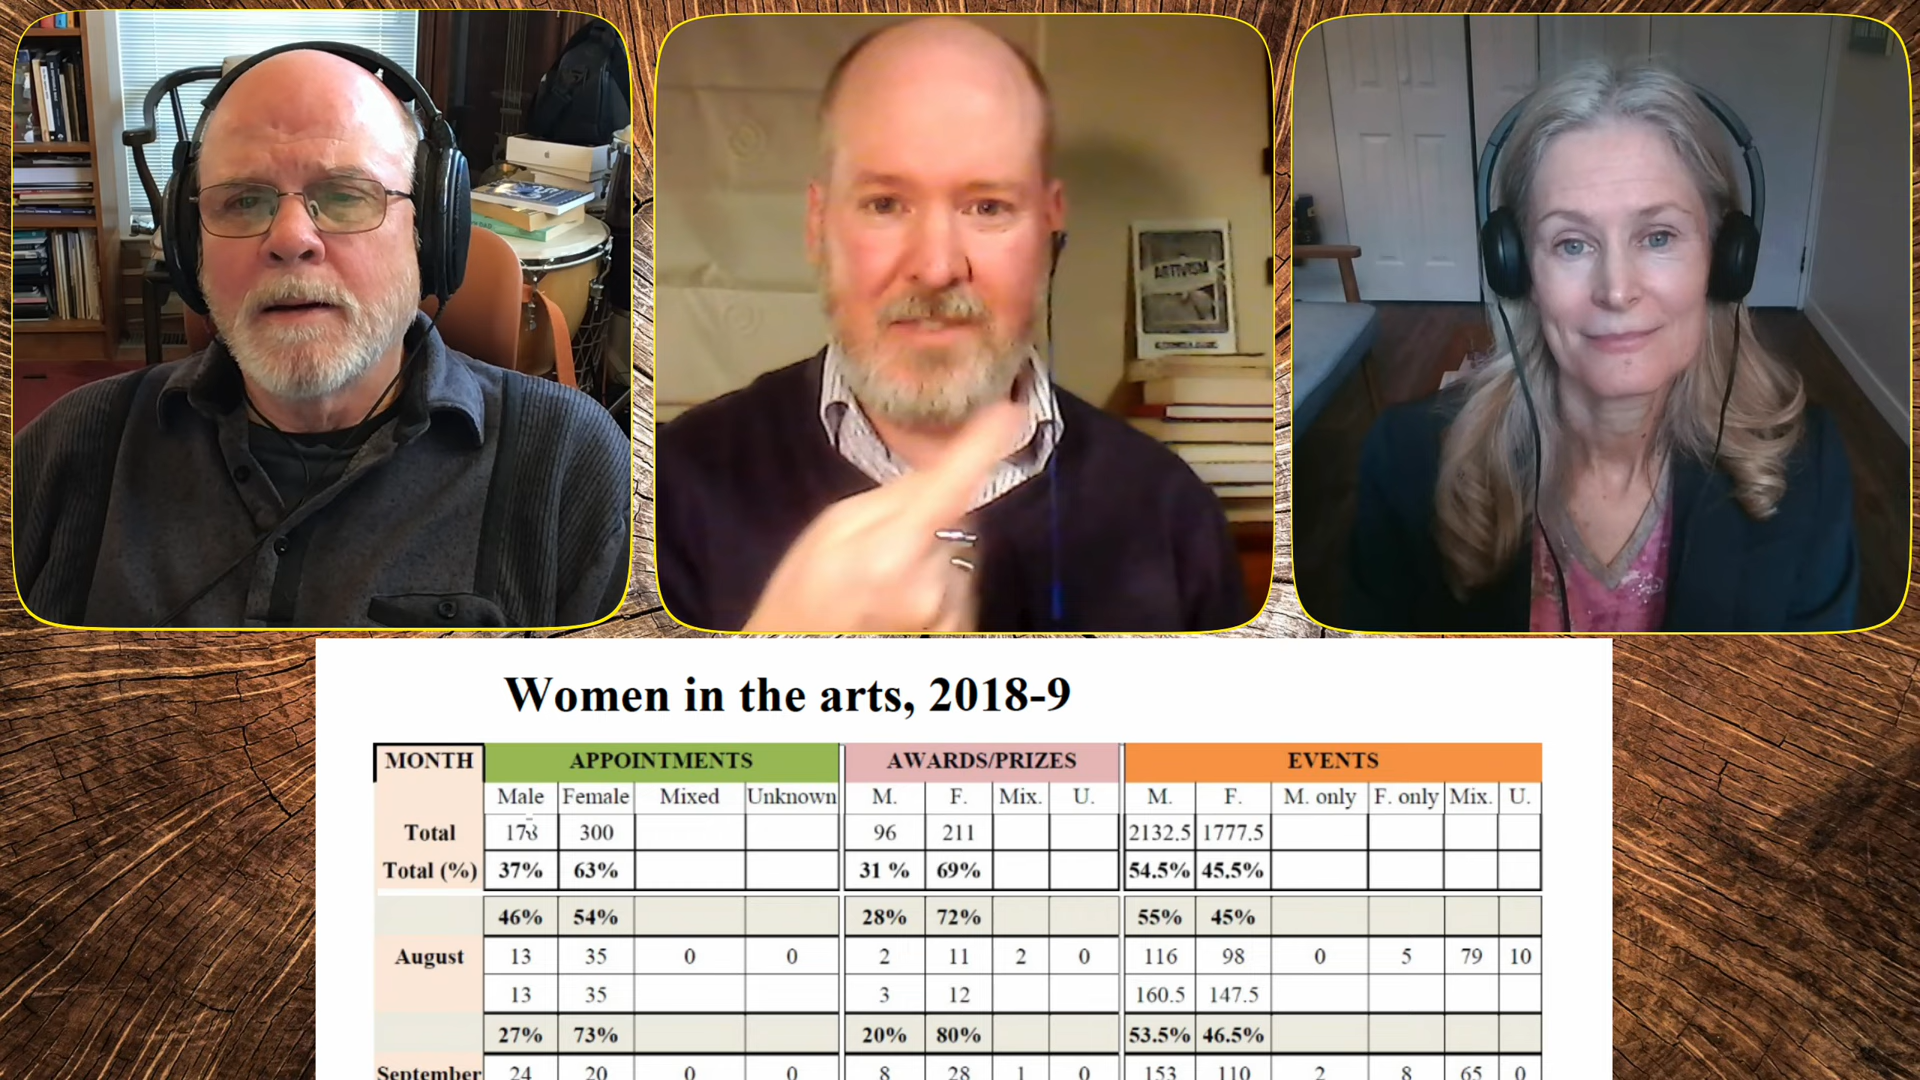 ARTIVISM
Women in the arts, 2018-9
MONTH APPOINTMENTS AWARDS/PRIZES EVENTS
Male Female Mixed Unknown M. F. Mix. U. M. F. M. only F. only Mix. U.
Total 178 300 96 211 2132.5 1777.5
Total (%) 37% 63% 31 % 69% 54.5% 45.5%
46% 54% 28% 72% 55% 45%
August 13 35 0 0 2 11 2 0 116 98 0 5 79 10
13 35 3 12 160.5 147.5
27% 73% 20% 80% 53.5% 46.5%
September 24 20 0 0 8 28 1 0 153 110 2 8 65 0